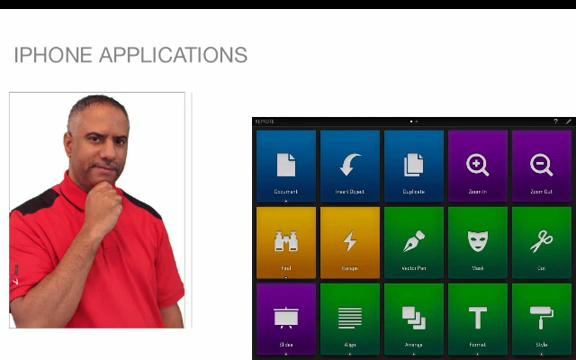 IPHONE APPLICATIONS
REMOTE
?
Document
Insert Object
Duplicate
Zoom In
Zoom Out
Find
Vector Pen
Mask
Cut
Slides
Align
Arrange
Format
Style